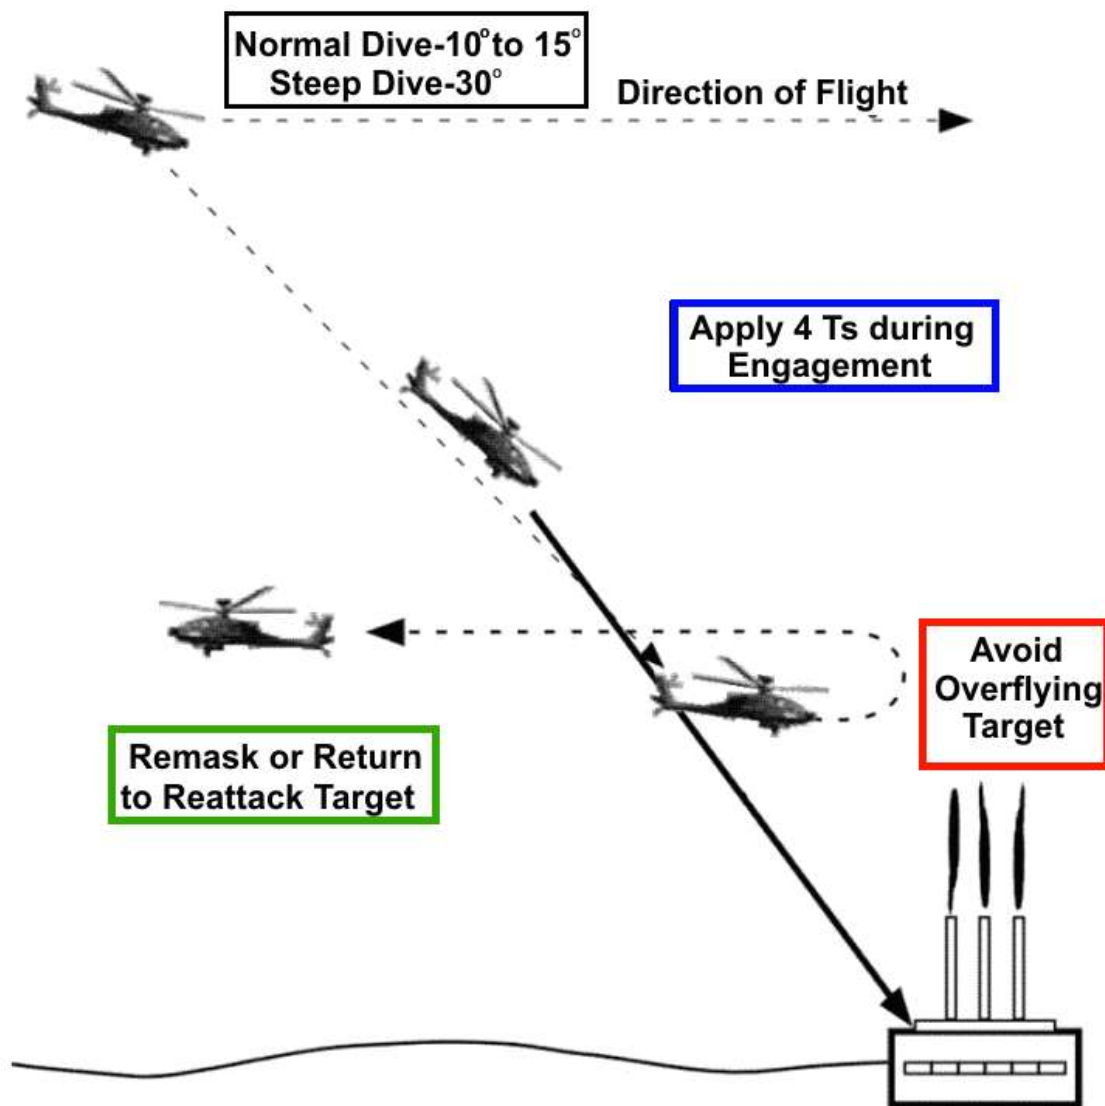 Normal Dive-10° to 15°
Steep Dive-30°
Direction of Flight
Apply 4 Ts during
Engagement
Avoid
Overflying
Target
Remask or Return
to Reattack Target